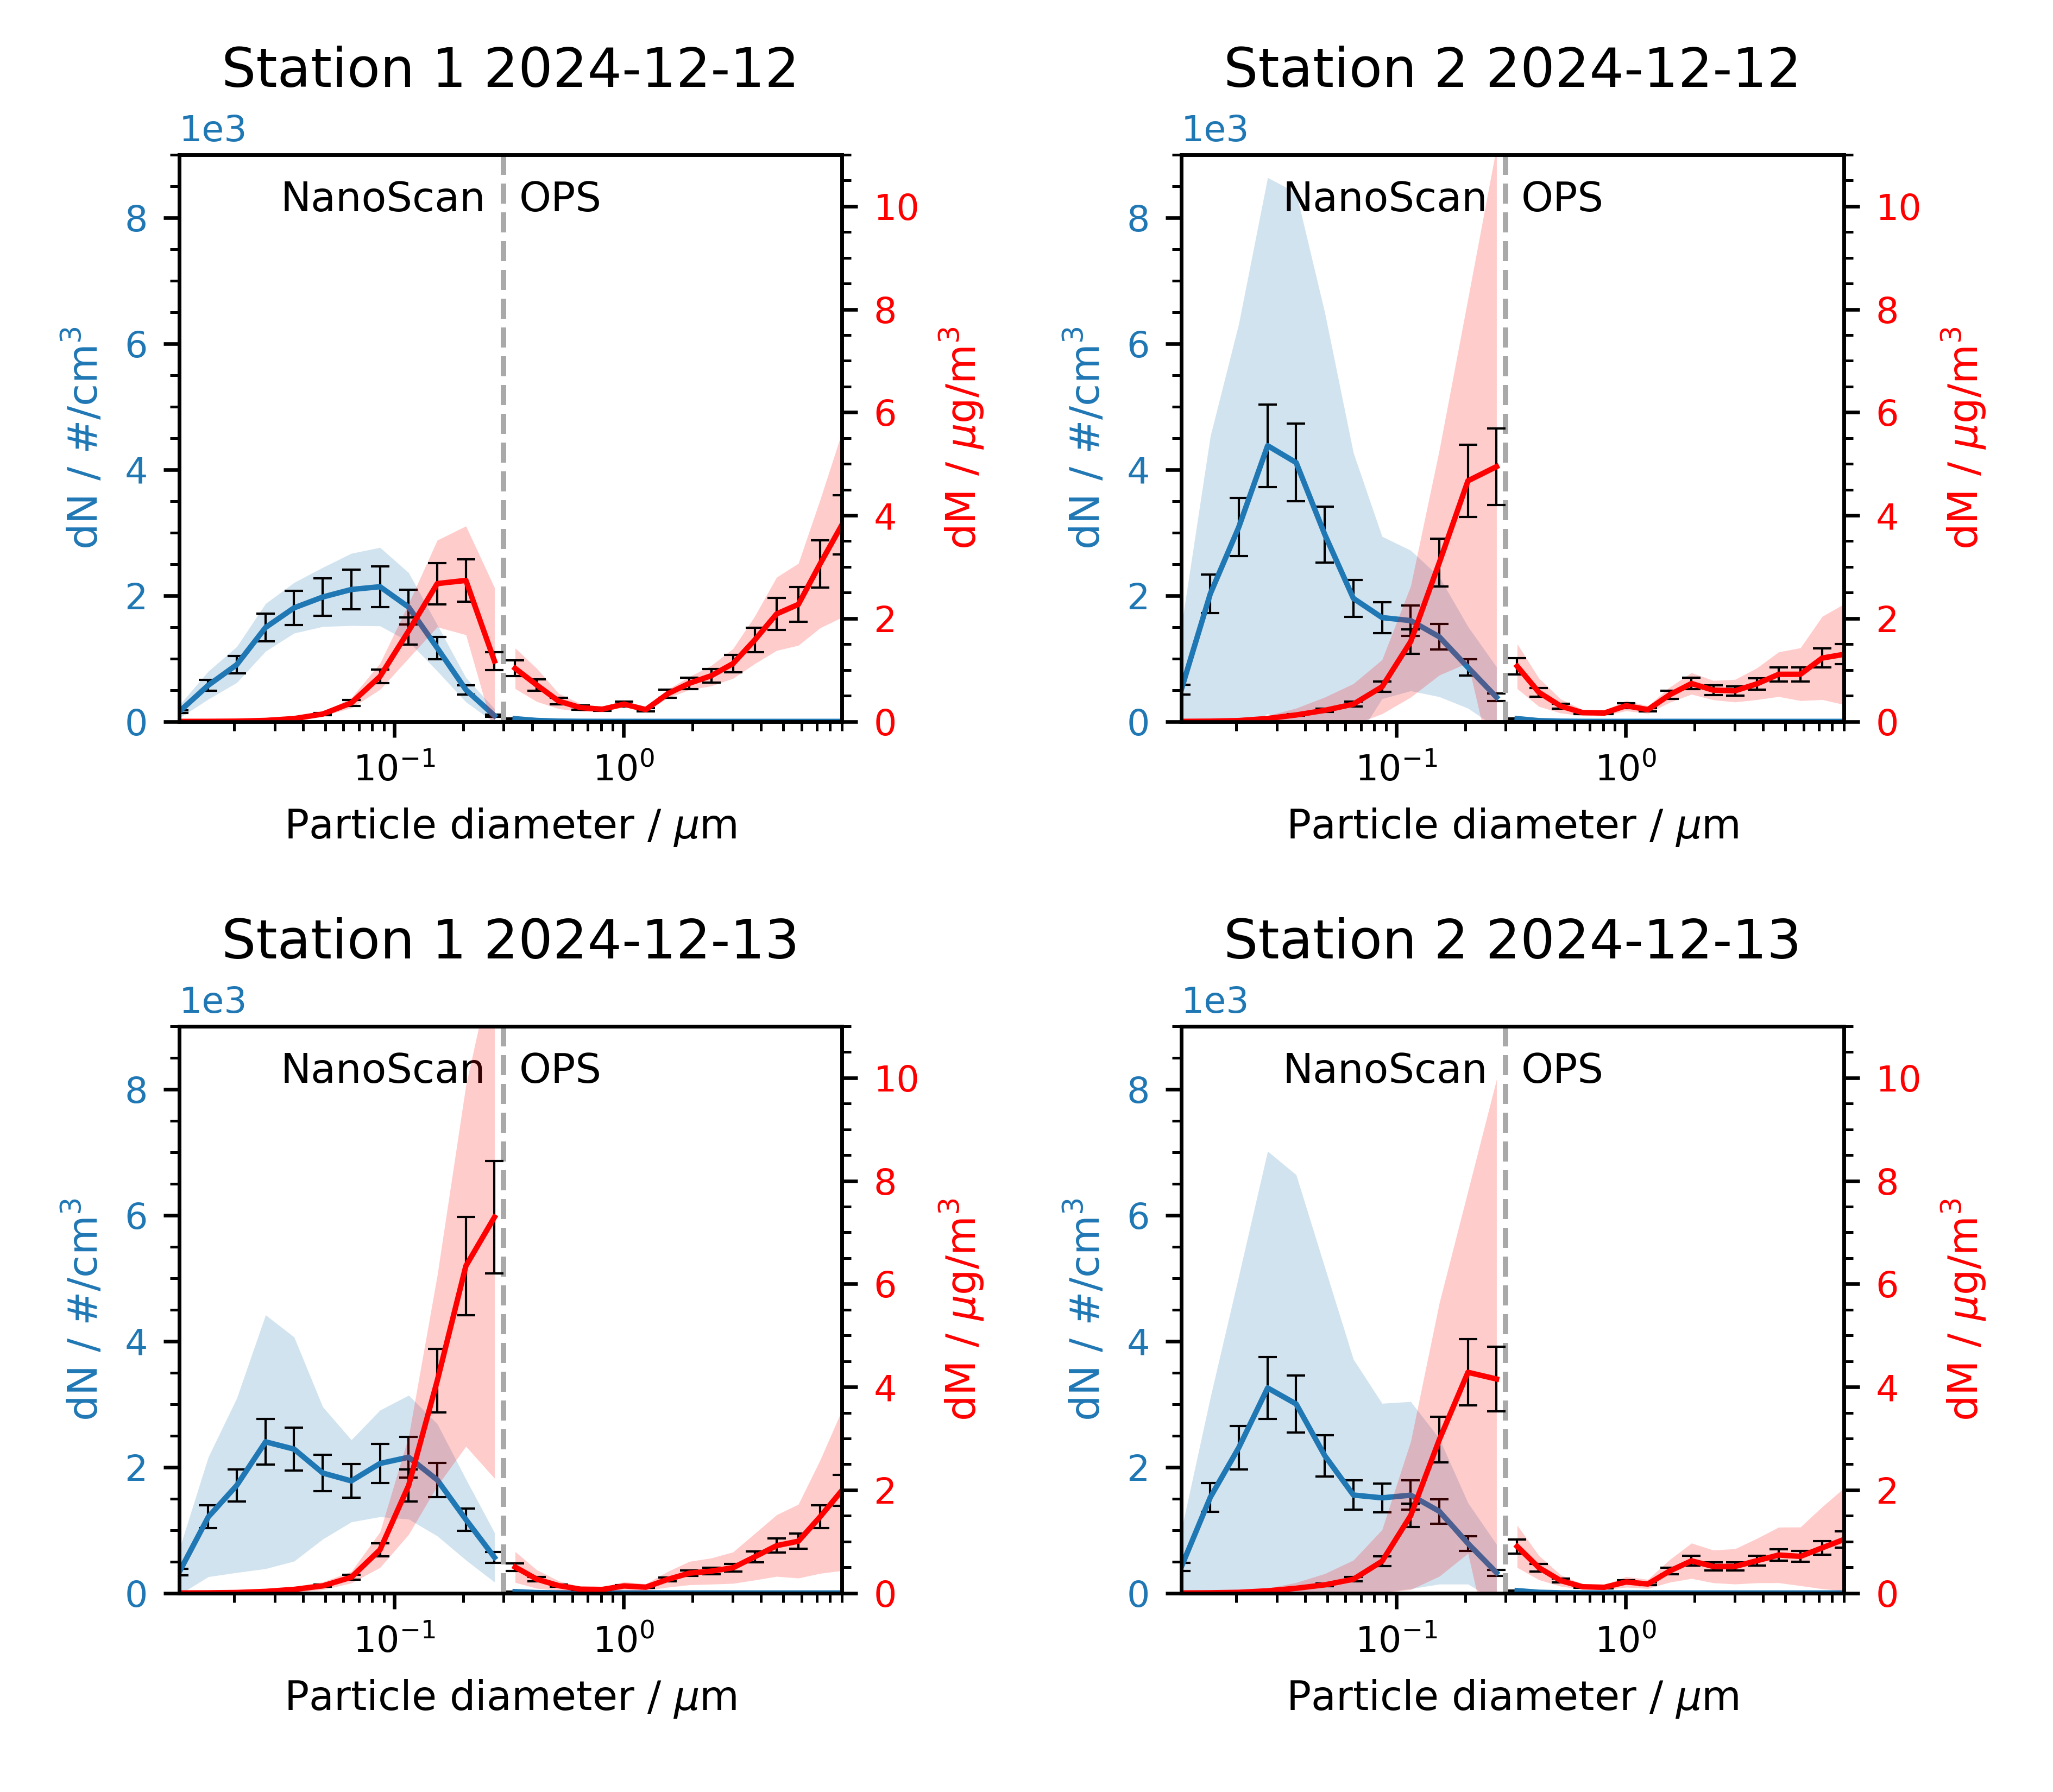 Station 1 2024-12-12
1e3
NanoScan OPS
8
6
4
2
0
dN / #/cm³
10
8
6
4
2
0
dM / µg/m³
10⁻¹ 10⁰
Particle diameter / µm
Station 2 2024-12-12
1e3
NanoScan OPS
8
6
4
2
0
dN / #/cm³
10
8
6
4
2
0
dM / µg/m³
10⁻¹ 10⁰
Particle diameter / µm
Station 1 2024-12-13
1e3
NanoScan OPS
8
6
4
2
0
dN / #/cm³
10
8
6
4
2
0
dM / µg/m³
10⁻¹ 10⁰
Particle diameter / µm
Station 2 2024-12-13
1e3
NanoScan OPS
8
6
4
2
0
dN / #/cm³
10
8
6
4
2
0
dM / µg/m³
10⁻¹ 10⁰
Particle diameter / µm